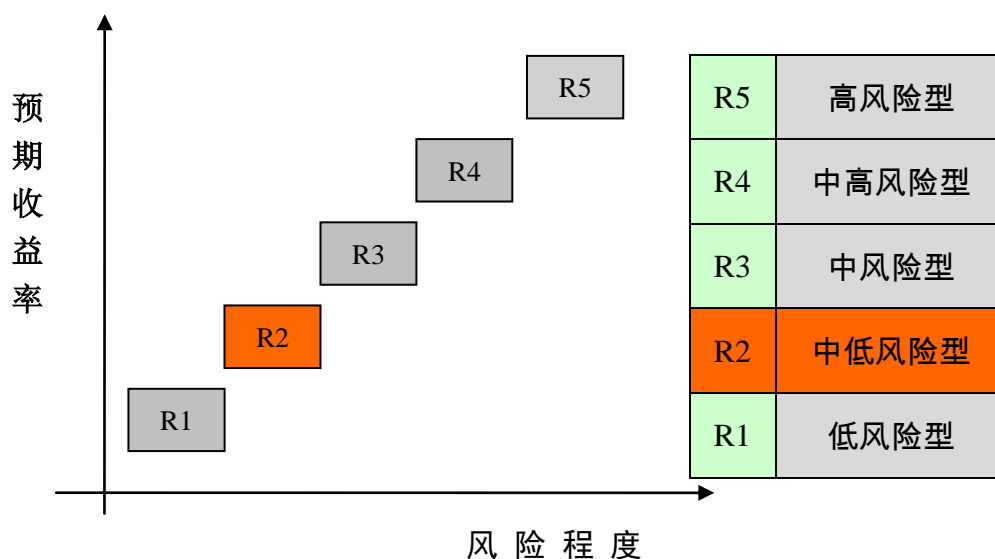 预期收益率
R5
R4
R3
R2
R1
风险程度
R5 高风险型
R4 中高风险型
R3 中风险型
R2 中低风险型
R1 低风险型